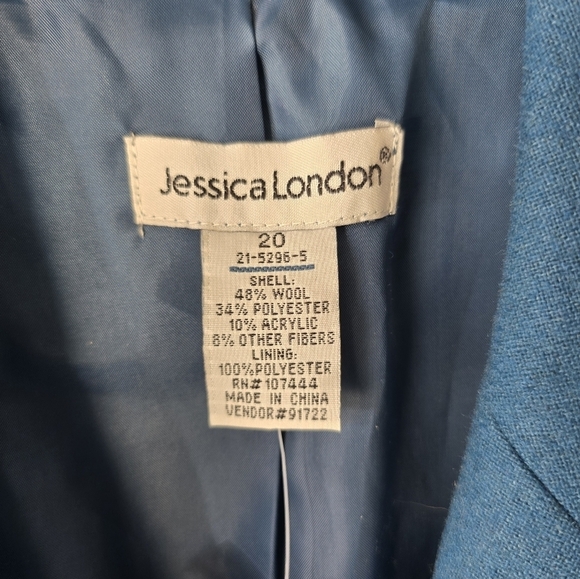 Jessica London®
20
21-5296-5
SHELL:
48% WOOL
34% POLYESTER
10% ACRYLIC
8% OTHER FIBERS
LINING:
100%POLYESTER
RN#107444
MADE IN CHINA
VENDOR#91722